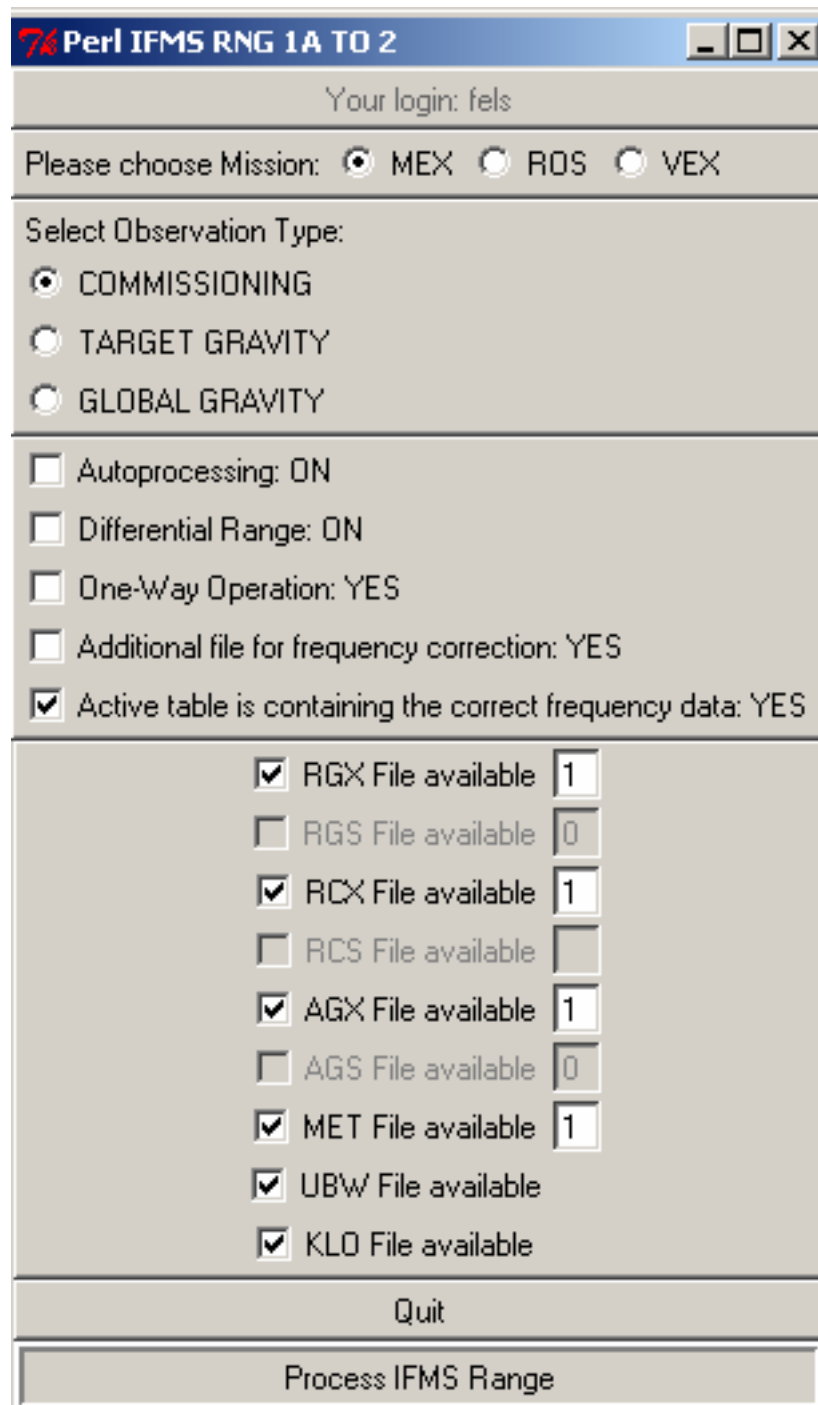 7% Perl IFMS RNG 1A TO 2
Your login: fels
Please choose Mission: MEX ROS VEX
Select Observation Type:
COMMISSIONING
TARGET GRAVITY
GLOBAL GRAVITY
Autoprocessing: ON
Differential Range: ON
One-Way Operation: YES
Additional file for frequency correction: YES
Active table is containing the correct frequency data: YES
RGX File available 1
RGS File available 0
RCX File available 1
RCS File available
AGX File available 1
AGS File available 0
MET File available 1
UBW File available
KLO File available
Quit
Process IFMS Range